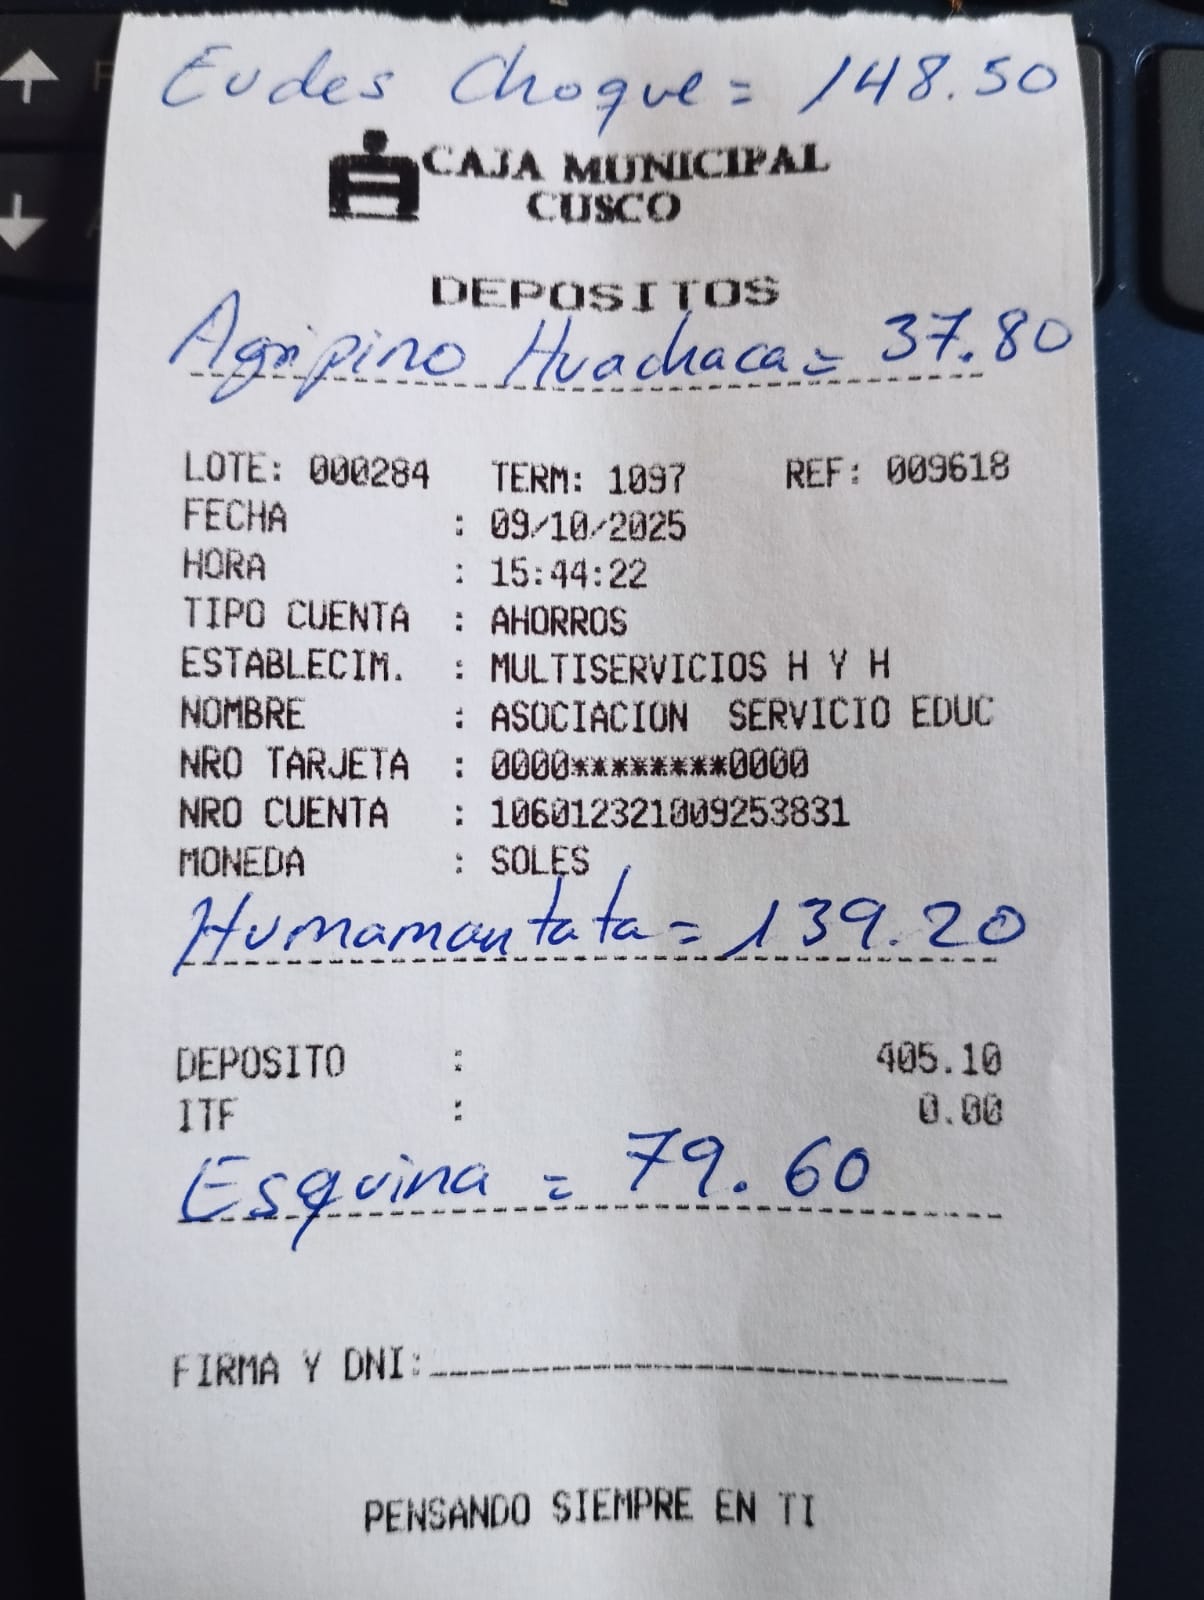 Eudes Choque = 148.50
CAJA MUNICIPAL
CUSCO
DEPOSITOS
Agripino Huachaca = 37.80
LOTE: 000284 TERM: 1097 REF: 009618
FECHA : 09/10/2025
HORA : 15:44:22
TIPO CUENTA : AHORROS
ESTABLECIM. : MULTISERVICIOS H Y H
NOMBRE : ASOCIACION SERVICIO EDUC
NRO TARJETA : 0000********0000
NRO CUENTA : 106012321009253831
MONEDA : SOLES
Humamantata = 139.20
DEPOSITO : 405.10
ITF : 0.00
Esquina = 79.60
FIRMA Y DNI:
PENSANDO SIEMPRE EN TI